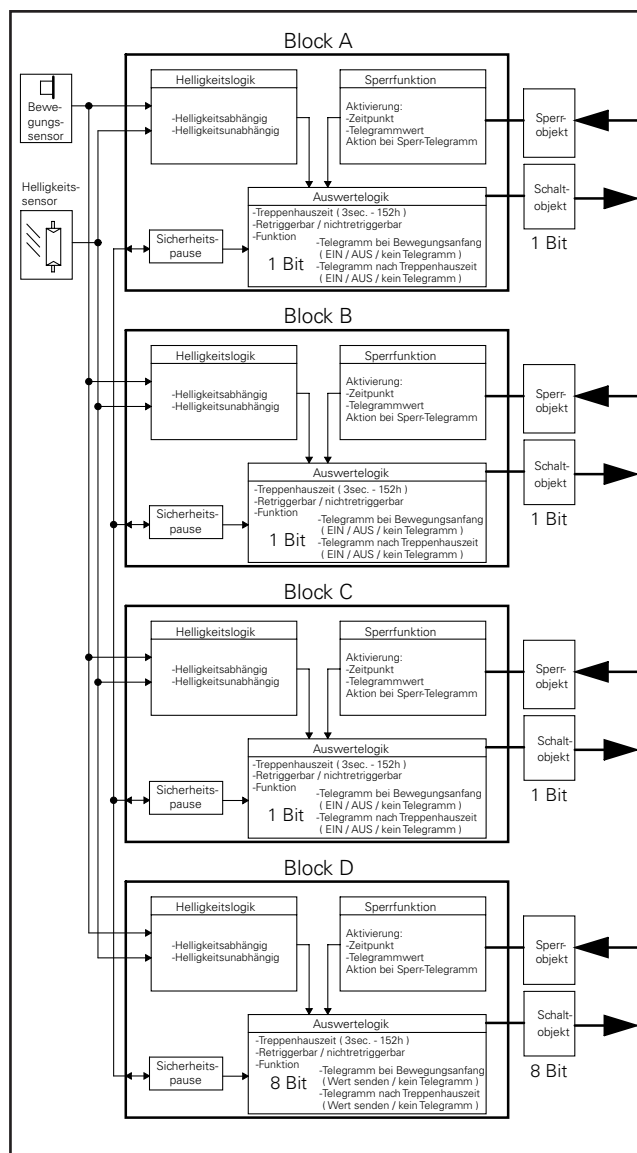 Block A
Bewe-
gungs-
sensor
Helligkeits-
sensor
Helligkeitslogik
-Helligkeitsabhängig
-Helligkeitsunabhängig
Sperrfunktion
Aktivierung:
-Zeitpunkt
-Telegrammwert
Aktion bei Sperr-Telegramm
Sperr-
objekt
Auswertelogik
-Treppenhauszeit ( 3sec. - 152h )
-Retriggerbar / nichtretriggerbar
-Funktion
1 Bit
-Telegramm bei Bewegungsanfang
( EIN / AUS / kein Telegramm )
-Telegramm nach Treppenhauszeit
( EIN / AUS / kein Telegramm )
Sicherheits-
pause
Schalt-
objekt
1 Bit
Block B
Helligkeitslogik
-Helligkeitsabhängig
-Helligkeitsunabhängig
Sperrfunktion
Aktivierung:
-Zeitpunkt
-Telegrammwert
Aktion bei Sperr-Telegramm
Sperr-
objekt
Auswertelogik
-Treppenhauszeit ( 3sec. - 152h )
-Retriggerbar / nichtretriggerbar
-Funktion
1 Bit
-Telegramm bei Bewegungsanfang
( EIN / AUS / kein Telegramm )
-Telegramm nach Treppenhauszeit
( EIN / AUS / kein Telegramm )
Sicherheits-
pause
Schalt-
objekt
1 Bit
Block C
Helligkeitslogik
-Helligkeitsabhängig
-Helligkeitsunabhängig
Sperrfunktion
Aktivierung:
-Zeitpunkt
-Telegrammwert
Aktion bei Sperr-Telegramm
Sperr-
objekt
Auswertelogik
-Treppenhauszeit ( 3sec. - 152h )
-Retriggerbar / nichtretriggerbar
-Funktion
1 Bit
-Telegramm bei Bewegungsanfang
( EIN / AUS / kein Telegramm )
-Telegramm nach Treppenhauszeit
( EIN / AUS / kein Telegramm )
Sicherheits-
pause
Schalt-
objekt
1 Bit
Block D
Helligkeitslogik
-Helligkeitsabhängig
-Helligkeitsunabhängig
Sperrfunktion
Aktivierung:
-Zeitpunkt
-Telegrammwert
Aktion bei Sperr-Telegramm
Sperr-
objekt
Auswertelogik
-Treppenhauszeit ( 3sec. - 152h )
-Retriggerbar / nichtretriggerbar
-Funktion
8 Bit
-Telegramm bei Bewegungsanfang
(Wert senden / kein Telegramm )
-Telegramm nach Treppenhauszeit
(Wert senden / kein Telegramm )
Sicherheits-
pause
Schalt-
objekt
8 Bit